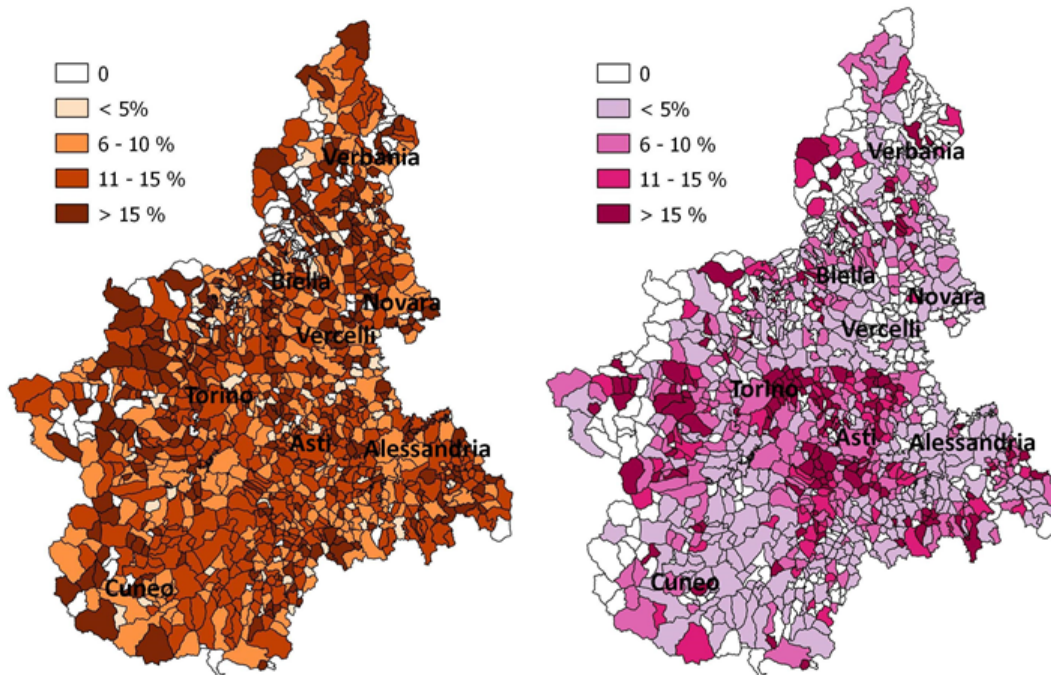 0
< 5%
6 - 10 %
11 - 15 %
> 15 %
Verbania
Biella
Novara
Vercelli
Torino
Asti
Alessandria
Cuneo
0
< 5%
6 - 10 %
11 - 15 %
> 15 %
Verbania
Biella
Novara
Vercelli
Torino
Asti
Alessandria
Cuneo